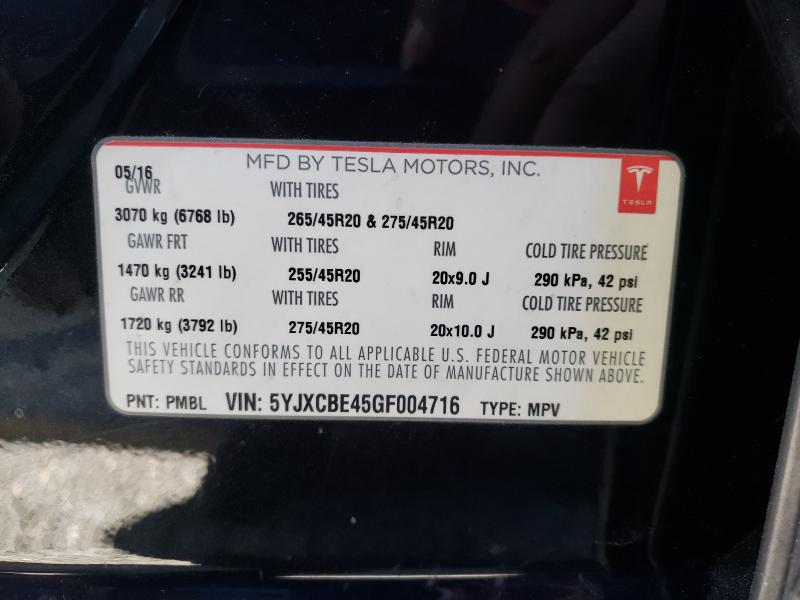 MFD BY TESLA MOTORS, INC.
05/16
TESLA
GVWR WITH TIRES
3070 kg (6768 lb) 265/45R20 & 275/45R20
GAWR FRT WITH TIRES RIM COLD TIRE PRESSURE
1470 kg (3241 lb) 255/45R20 20x9.0 J 290 kPa, 42 psi
GAWR RR WITH TIRES RIM COLD TIRE PRESSURE
1720 kg (3792 lb) 275/45R20 20x10.0 J 290 kPa, 42 psi
THIS VEHICLE CONFORMS TO ALL APPLICABLE U.S. FEDERAL MOTOR VEHICLE
SAFETY STANDARDS IN EFFECT ON THE DATE OF MANUFACTURE SHOWN ABOVE.
PNT: PMBL VIN: 5YJXCBE45GF004716 TYPE: MPV